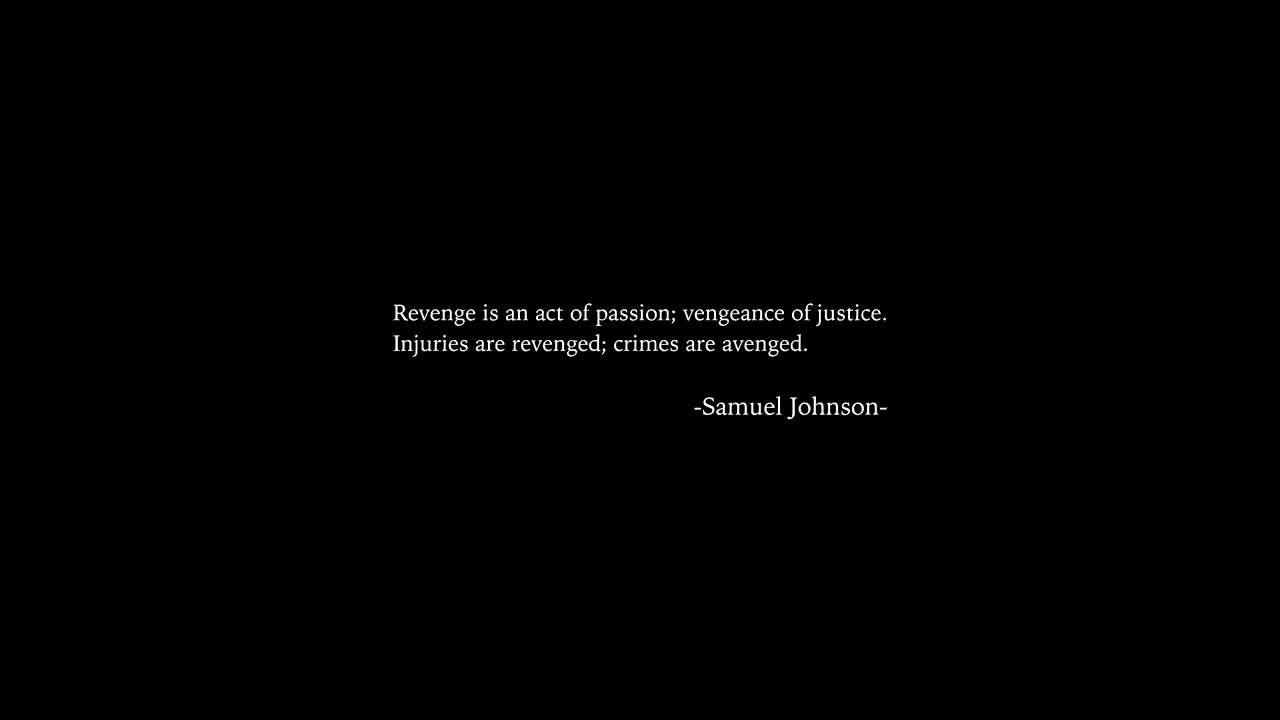 Revenge is an act of passion; vengeance of justice.
Injuries are revenged; crimes are avenged.
-Samuel Johnson-